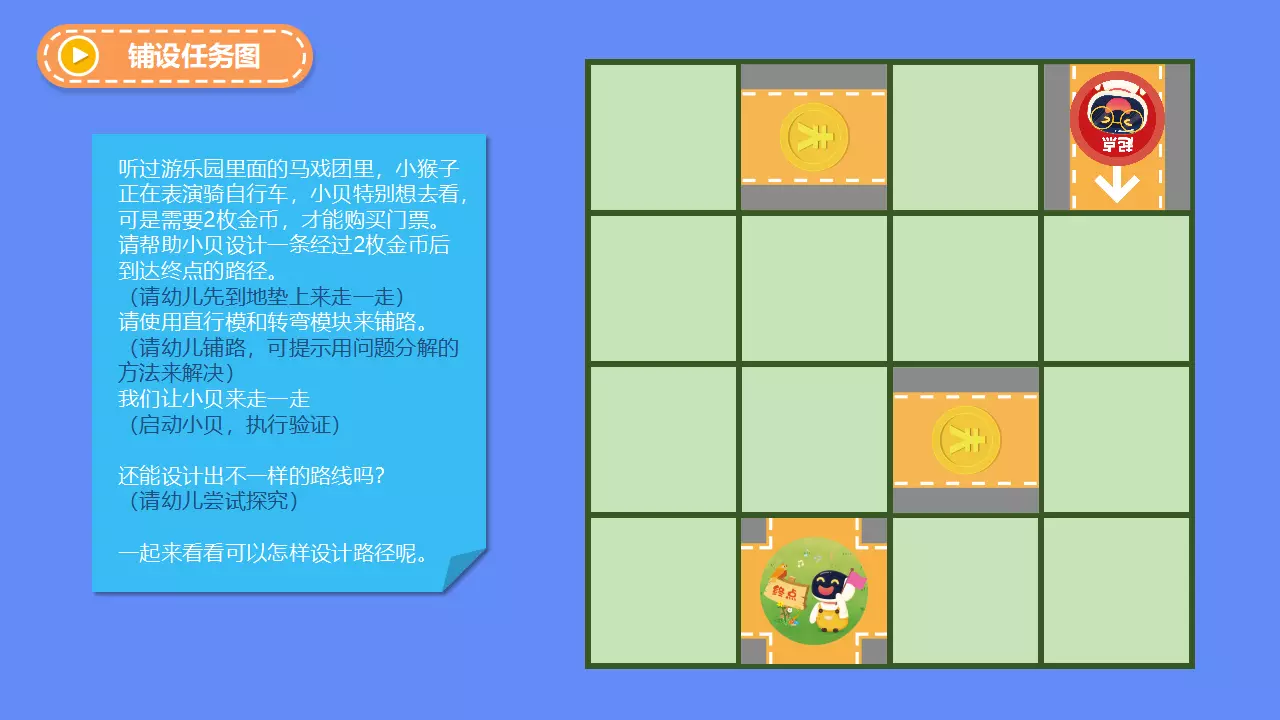 铺设任务图
听过游乐园里面的马戏团里，小猴子
正在表演骑自行车，小贝特别想去看，
可是需要2枚金币，才能购买门票。
请帮助小贝设计一条经过2枚金币后
到达终点的路径。
（请幼儿先到地垫上来走一走）
请使用直行模和转弯模块来铺路。
（请幼儿铺路，可提示用问题分解的
方法来解决）
我们让小贝来走一走
（启动小贝，执行验证）
还能设计出不一样的路线吗？
（请幼儿尝试探究）
一起来看看可以怎样设计路径呢。
起点
终点